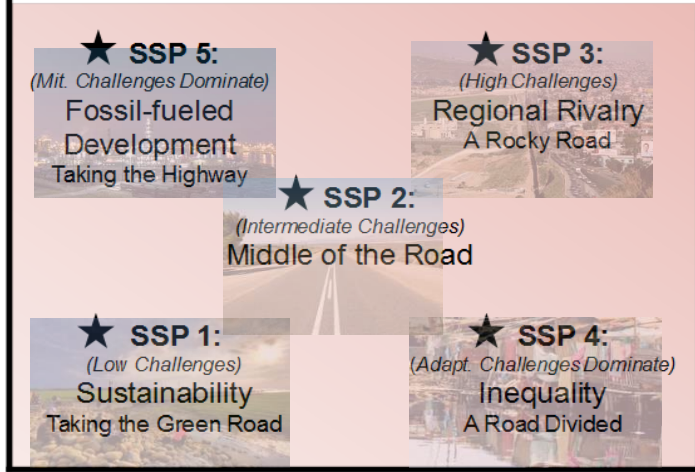 ★ SSP 5:
(Mit. Challenges Dominate)
Fossil-fueled
Development
Taking the Highway
★ SSP 3:
(High Challenges)
Regional Rivalry
A Rocky Road
★ SSP 2:
(Intermediate Challenges)
Middle of the Road
★ SSP 1:
(Low Challenges)
Sustainability
Taking the Green Road
★ SSP 4:
(Adapt. Challenges Dominate)
Inequality
A Road Divided